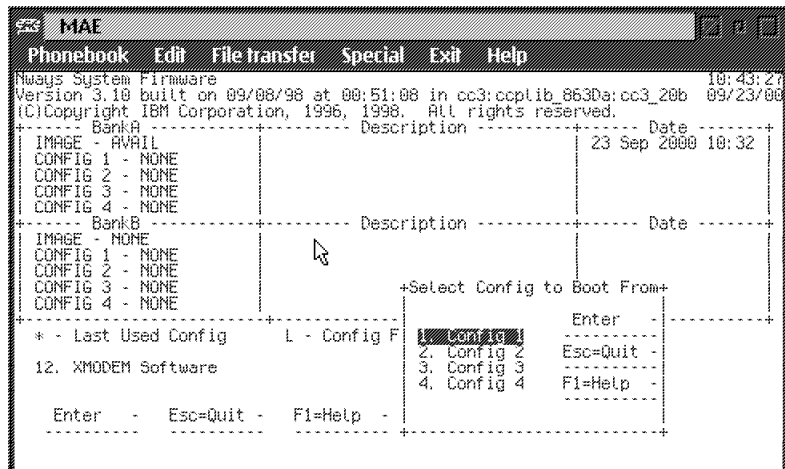 MAE
Phonebook Edit File transfer Special Exit Help
Nways System Firmware 10:43:27
Version 3.10 built on 09/08/98 at 00:51:08 in cc3:ccplib_863Da:cc3_20b 09/23/00
(C)Copyright IBM Corporation, 1996, 1998. All rights reserved.
+------ BankA ------------+--------- Description ----------+------ Date -------+
IMAGE - AVAIL 23 Sep 2000 10:32
CONFIG 1 - NONE
CONFIG 2 - NONE
CONFIG 3 - NONE
CONFIG 4 - NONE
+------ BankB ------------+--------- Description ----------+------ Date -------+
IMAGE - NONE
CONFIG 1 - NONE
CONFIG 2 - NONE
CONFIG 3 - NONE
CONFIG 4 - NONE
* - Last Used Config L - Config F
12. XMODEM Software
Enter - Esc=Quit - F1=Help -
+Select Config to Boot From+
Enter -
1. Config 1
2. Config 2 Esc=Quit -
3. Config 3
4. Config 4 F1=Help -